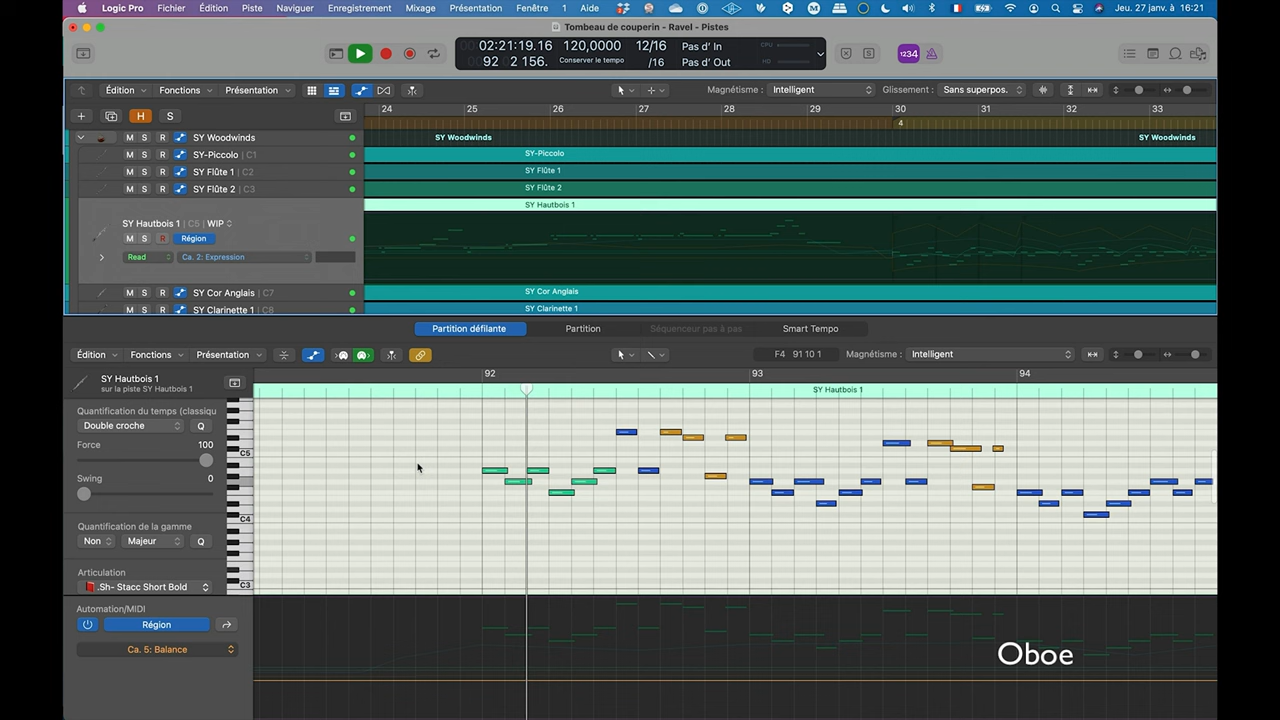 Logic Pro Fichier Édition Piste Naviguer Enregistrement Mixage Présentation Fenêtre 1 Aide Jeu. 27 janv. à 16:21
Tombeau de couperin - Ravel - Pistes
02:21:19.16 120,0000 12/16 Pas d' In CPU
92 2 156. Conserver le tempo /16 Pas d' Out HD
1234
Édition Fonctions Présentation Magnétisme : Intelligent Glissement : Sans superpos.
24 25 26 27 28 29 30 31 32 33
H S
4
M S R SY Woodwinds SY Woodwinds SY Woodwinds
M S R SY-Piccolo | C1 SY-Piccolo
M S R SY Flûte 1 | C2 SY Flûte 1
M S R SY Flûte 2 | C3 SY Flûte 2
SY Hautbois 1
SY Hautbois 1 | C5 | WIP
M S R Région
Read Ca. 2: Expression
M S R SY Cor Anglais | C7 SY Cor Anglais
M S R SY Clarinette 1 | C8 SY Clarinette 1
Partition défilante Partition Séquenceur pas à pas Smart Tempo
Édition Fonctions Présentation F4 91 10 1 Magnétisme : Intelligent
92 93 94
SY Hautbois 1
sur la piste SY Hautbois 1
SY Hautbois 1
Quantification du temps (classiqu
Double croche Q
Force 100
C5
Swing 0
C4
Quantification de la gamme
Non Majeur Q
Articulation
.Sh- Stacc Short Bold
C3
Automation/MIDI
Région
Ca. 5: Balance
Oboe